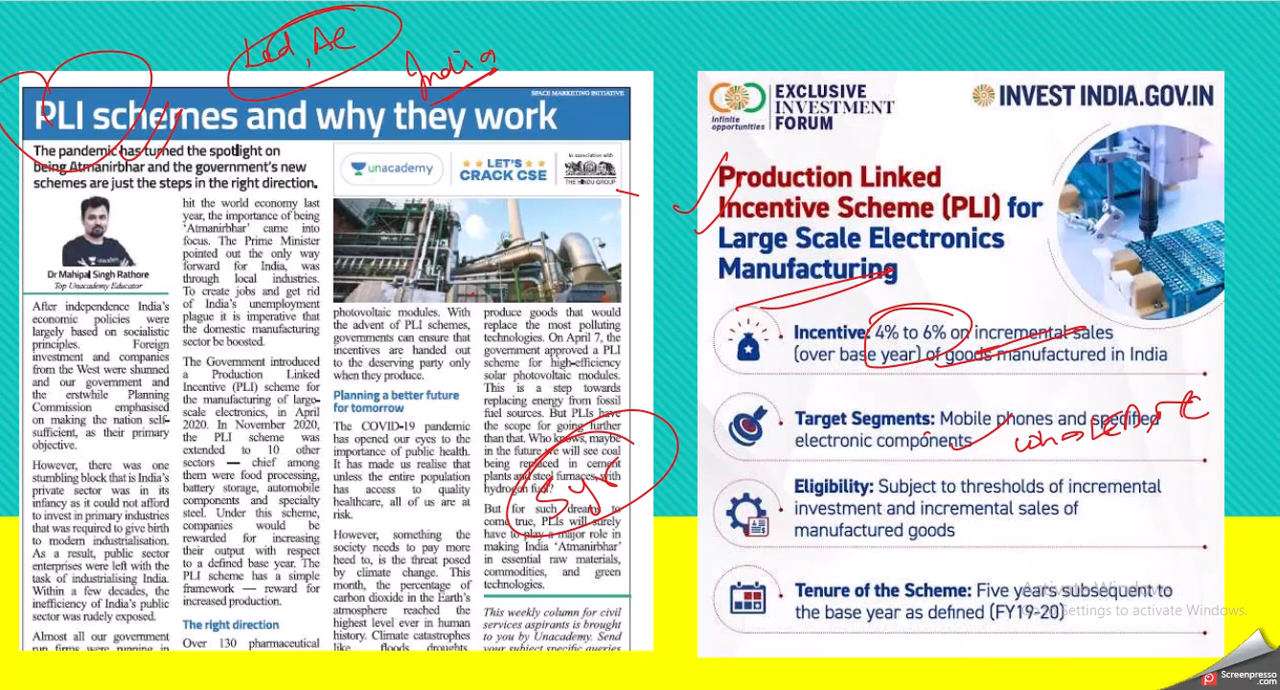 Led, AC
India
SPACE MARKETING INITIATIVE
PLI schemes and why they work
The pandemic has turned the spotlight on
being Atmanirbhar and the government's new
schemes are just the steps in the right direction.
unacademy
LET'S
CRACK CSE
In association with
THE HINDU GROUP
unacademy
Dr Mahipal Singh Rathore
Top Unacademy Educator
After independence India's
economic policies were
largely based on socialistic
principles. Foreign
investment and companies
from the West were shunned
and our government and
the erstwhile Planning
Commission emphasised
on making the nation self-
sufficient, as their primary
objective.
However, there was one
stumbling block that is India's
private sector was in its
infancy as it could not afford
to invest in primary industries
that was required to give birth
to modern industrialisation.
As a result, public sector
enterprises were left with the
task of industrialising India.
Within a few decades, the
inefficiency of India's public
sector was rudely exposed.
Almost all our government
run firms were running in
hit the world economy last
year, the importance of being
'Atmanirbhar' came into
focus. The Prime Minister
pointed out the only way
forward for India, was
through local industries.
To create jobs and get rid
of India's unemployment
plague it is imperative that
the domestic manufacturing
sector be boosted.
The Government introduced
a Production Linked
Incentive (PLI) scheme for
the manufacturing of large-
scale electronics, in April
2020. In November 2020,
the PLI scheme was
extended to 10 other
sectors — chief among
them were food processing,
battery storage, automobile
components and specialty
steel. Under this scheme,
companies would be
rewarded for increasing
their output with respect
to a defined base year. The
PLI scheme has a simple
framework — reward for
increased production.
The right direction
Over 130 pharmaceutical
photovoltaic modules. With
the advent of PLI schemes,
governments can ensure that
incentives are handed out
to the deserving party only
when they produce.
Planning a better future
for tomorrow
The COVID-19 pandemic
has opened our eyes to the
importance of public health.
It has made us realise that
unless the entire population
has access to quality
healthcare, all of us are at
risk.
However, something the
society needs to pay more
heed to, is the threat posed
by climate change. This
month, the percentage of
carbon dioxide in the Earth's
atmosphere reached the
highest level ever in human
history. Climate catastrophes
like floods, droughts,
produce goods that would
replace the most polluting
technologies. On April 7, the
government approved a PLI
scheme for high-efficiency
solar photovoltaic modules.
This is a step towards
replacing energy from fossil
fuel sources. But PLIs have
the scope for going further
than that. Who knows, maybe
in the future we will see coal
being replaced in cement
plants and steel furnaces, with
hydrogen fuel?
But for such dreams to
come true, PLIs will surely
have to play a major role in
making India 'Atmanirbhar'
in essential raw materials,
commodities, and green
technologies.
This weekly column for civil
services aspirants is brought
to you by Unacademy. Send
your subject specific queries
5yr
Infinite
opportunities
EXCLUSIVE
INVESTMENT
FORUM
INVEST INDIA.GOV.IN
Production Linked
Incentive Scheme (PLI) for
Large Scale Electronics
Manufacturing
Incentive: 4% to 6% on incremental sales
(over base year) of goods manufactured in India
Target Segments: Mobile phones and specified
electronic components
Eligibility: Subject to thresholds of incremental
investment and incremental sales of
manufactured goods
Tenure of the Scheme: Five years subsequent to
the base year as defined (FY19-20)
Activate Windows
Settings to activate Windows.
Screenpresso
.com